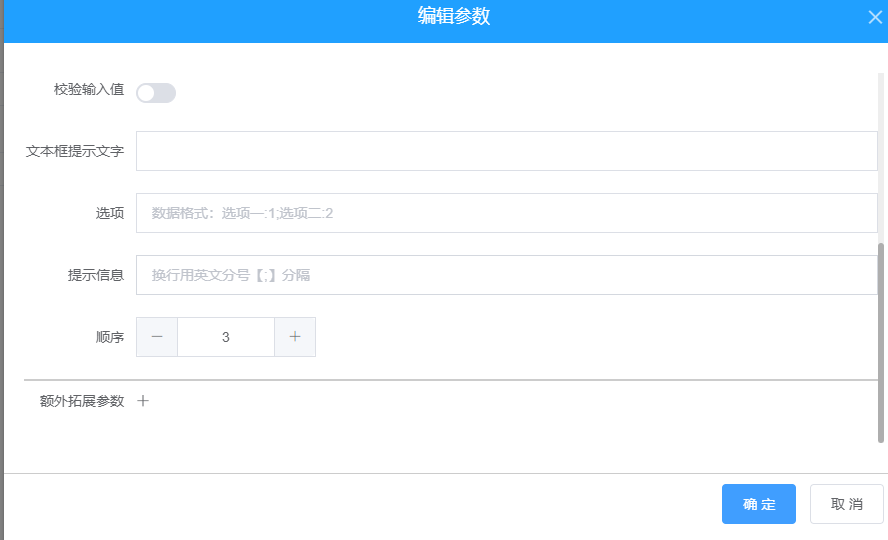 编辑参数
校验输入值
文本框提示文字
选项 数据格式：选项一:1;选项二:2
提示信息 换行用英文分号【;】分隔
顺序 3
额外拓展参数
确定 取消